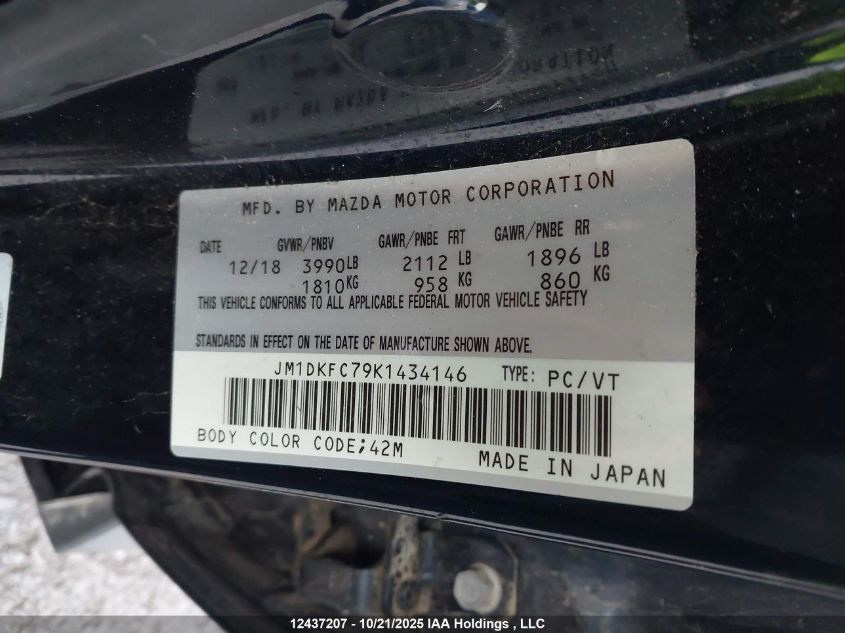 MFD. BY MAZDA MOTOR CORPORATION
DATE GVWR/PNBV GAWR/PNBE FRT GAWR/PNBE RR
12/18 3990LB 2112 LB 1896 LB
1810KG 958 KG 860 KG
THIS VEHICLE CONFORMS TO ALL APPLICABLE FEDERAL MOTOR VEHICLE SAFETY
STANDARDS IN EFFECT ON THE DATE OF MANUFACTURE SHOWN ABOVE.
JM1DKFC79K1434146 TYPE: PC/VT
BODY COLOR CODE;42M
MADE IN JAPAN
12437207 - 10/21/2025 IAA Holdings , LLC